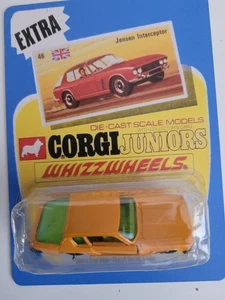 EXTRA
46
Jensen Interceptor
DIE-CAST SCALE MODELS
CORGI JUNIORS
WHIZZWHEELS